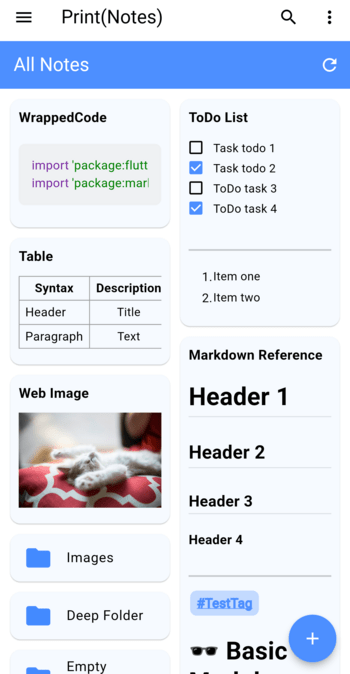 Print(Notes)
All Notes
WrappedCode
import 'package:flutt
import 'package:mar
Table
Syntax Description
Header Title
Paragraph Text
Web Image
Images
Deep Folder
Empty
ToDo List
Task todo 1
Task todo 2
ToDo task 3
ToDo task 4
1. Item one
2. Item two
Markdown Reference
Header 1
Header 2
Header 3
Header 4
#TestTag
🕶️ Basic